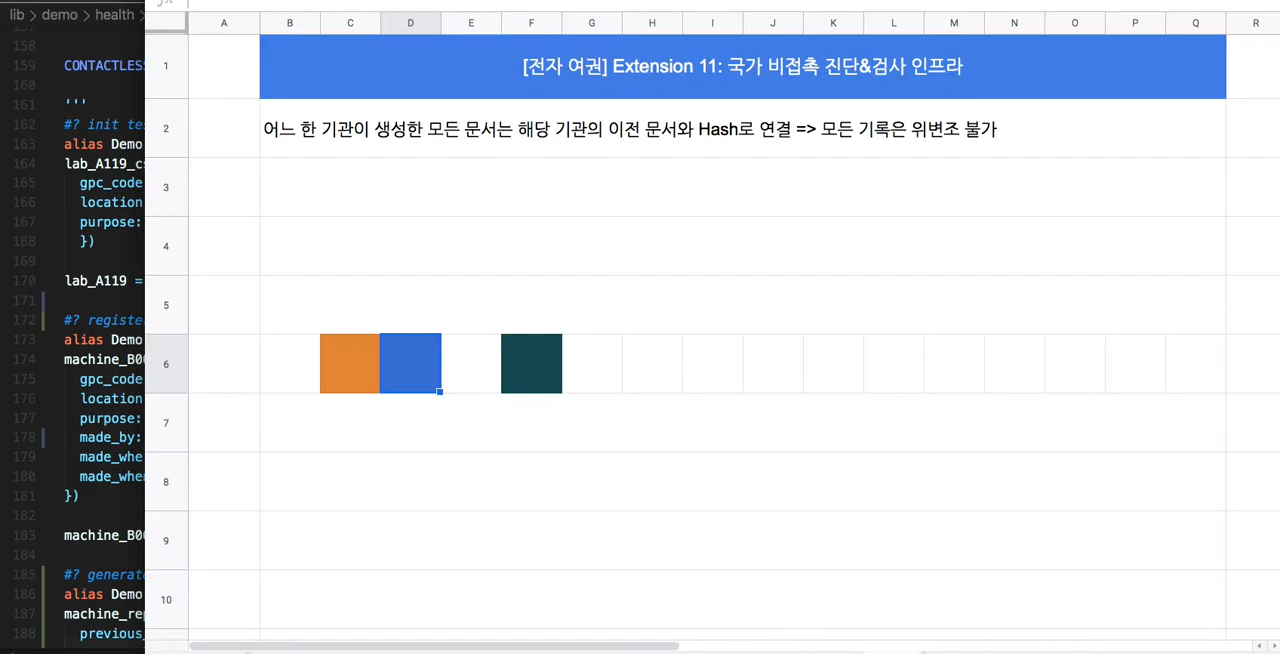 lib > demo > health >
A B C D E F G H I J K L M N O P Q R
1 [전자 여권] Extension 11: 국가 비접촉 진단&검사 인프라
2 어느 한 기관이 생성한 모든 문서는 해당 기관의 이전 문서와 Hash로 연결 => 모든 기록은 위변조 불가
3
4
5
6
7
8
9
10
157
158
159 CONTACTLES
160
161 '''
162 #? init te
163 alias Demo
164 lab_A119_c
165 gpc_code
166 location
167 purpose:
168 })
169
170 lab_A119 =
171
172 #? registe
173 alias Demo
174 machine_B0
175 gpc_code
176 location
177 purpose:
178 made_by:
179 made_whe
180 made_wher
181 })
182
183 machine_B0
184
185 #? generat
186 alias Demo
187 machine_re
188 previous_